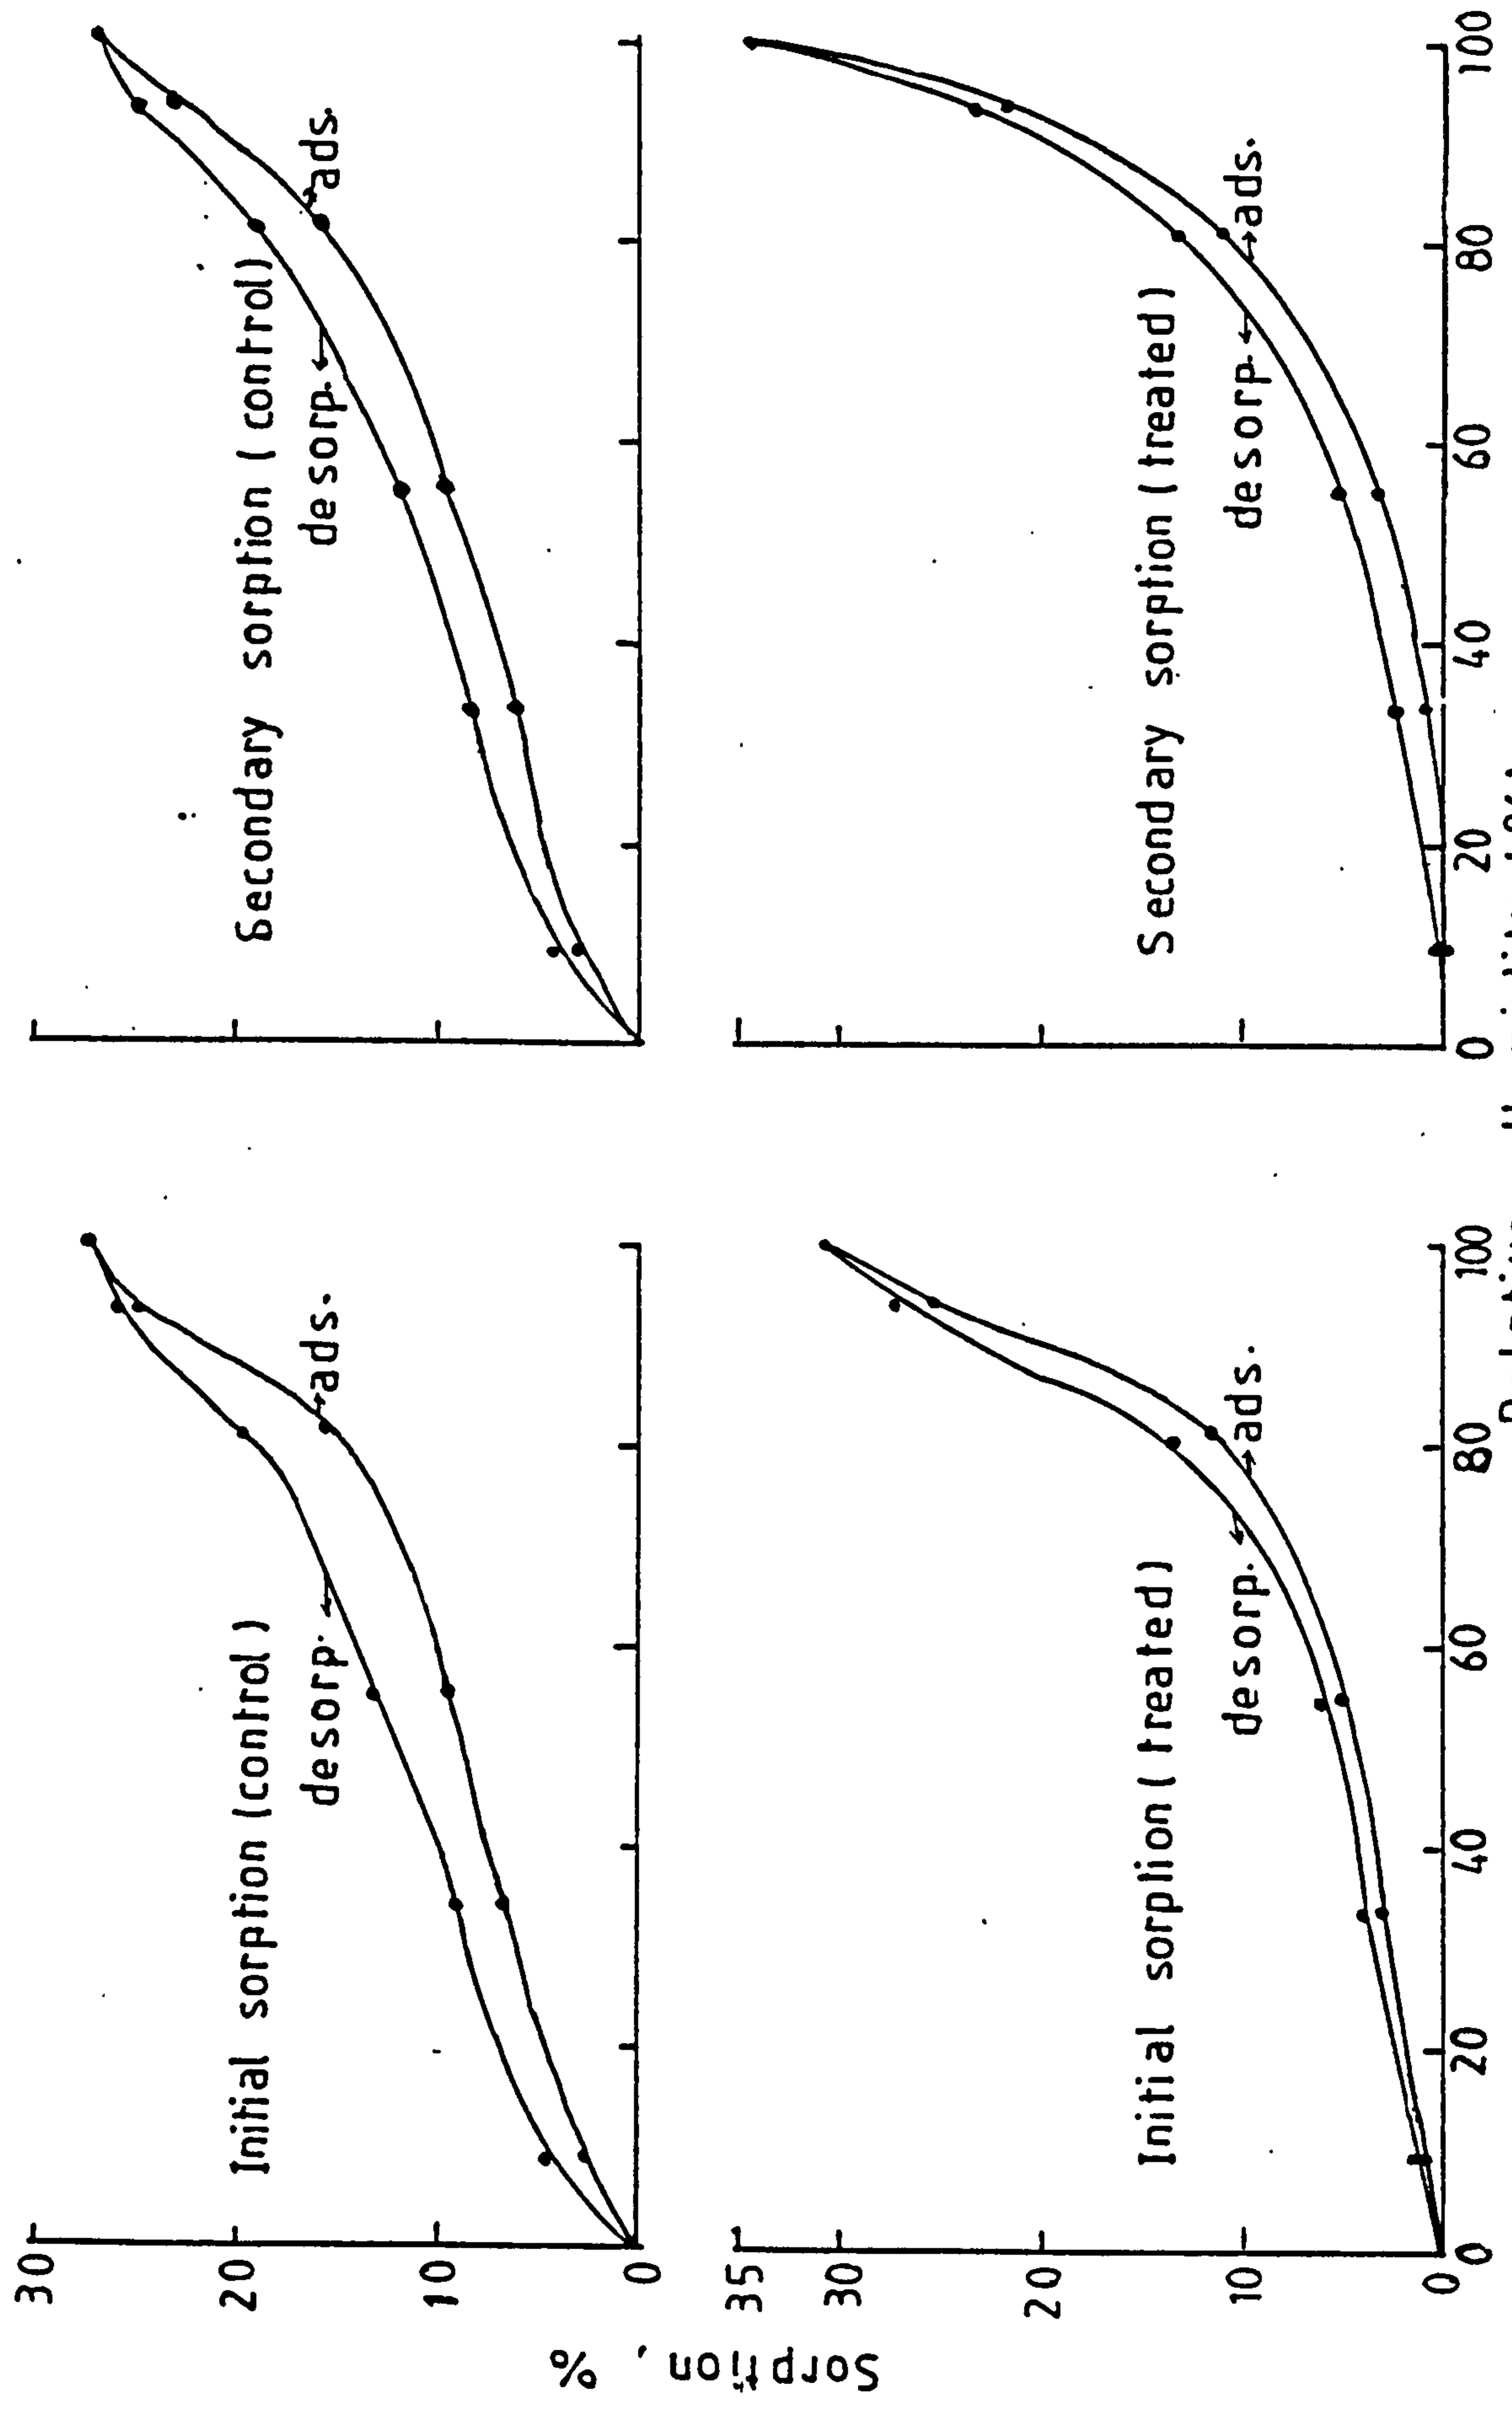 Initial sorption (control)
desorp.
ads.
Secondary sorption (control)
desorp.
ads.
30
20
10
0
Sorption, %
Initial sorption (treated)
desorp.
ads.
Secondary sorption (treated)
desorp.
ads.
35
30
20
10
0
0 20 40 60 80 100
0 20 40 60 80 100